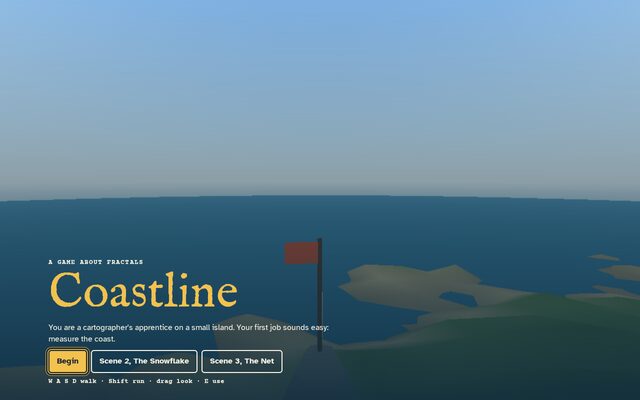 A GAME ABOUT FRACTALS
Coastline
You are a cartographer's apprentice on a small island. Your first job sounds easy:
measure the coast.
Begin Scene 2, The Snowflake Scene 3, The Net
W A S D walk · Shift run · drag look · E use